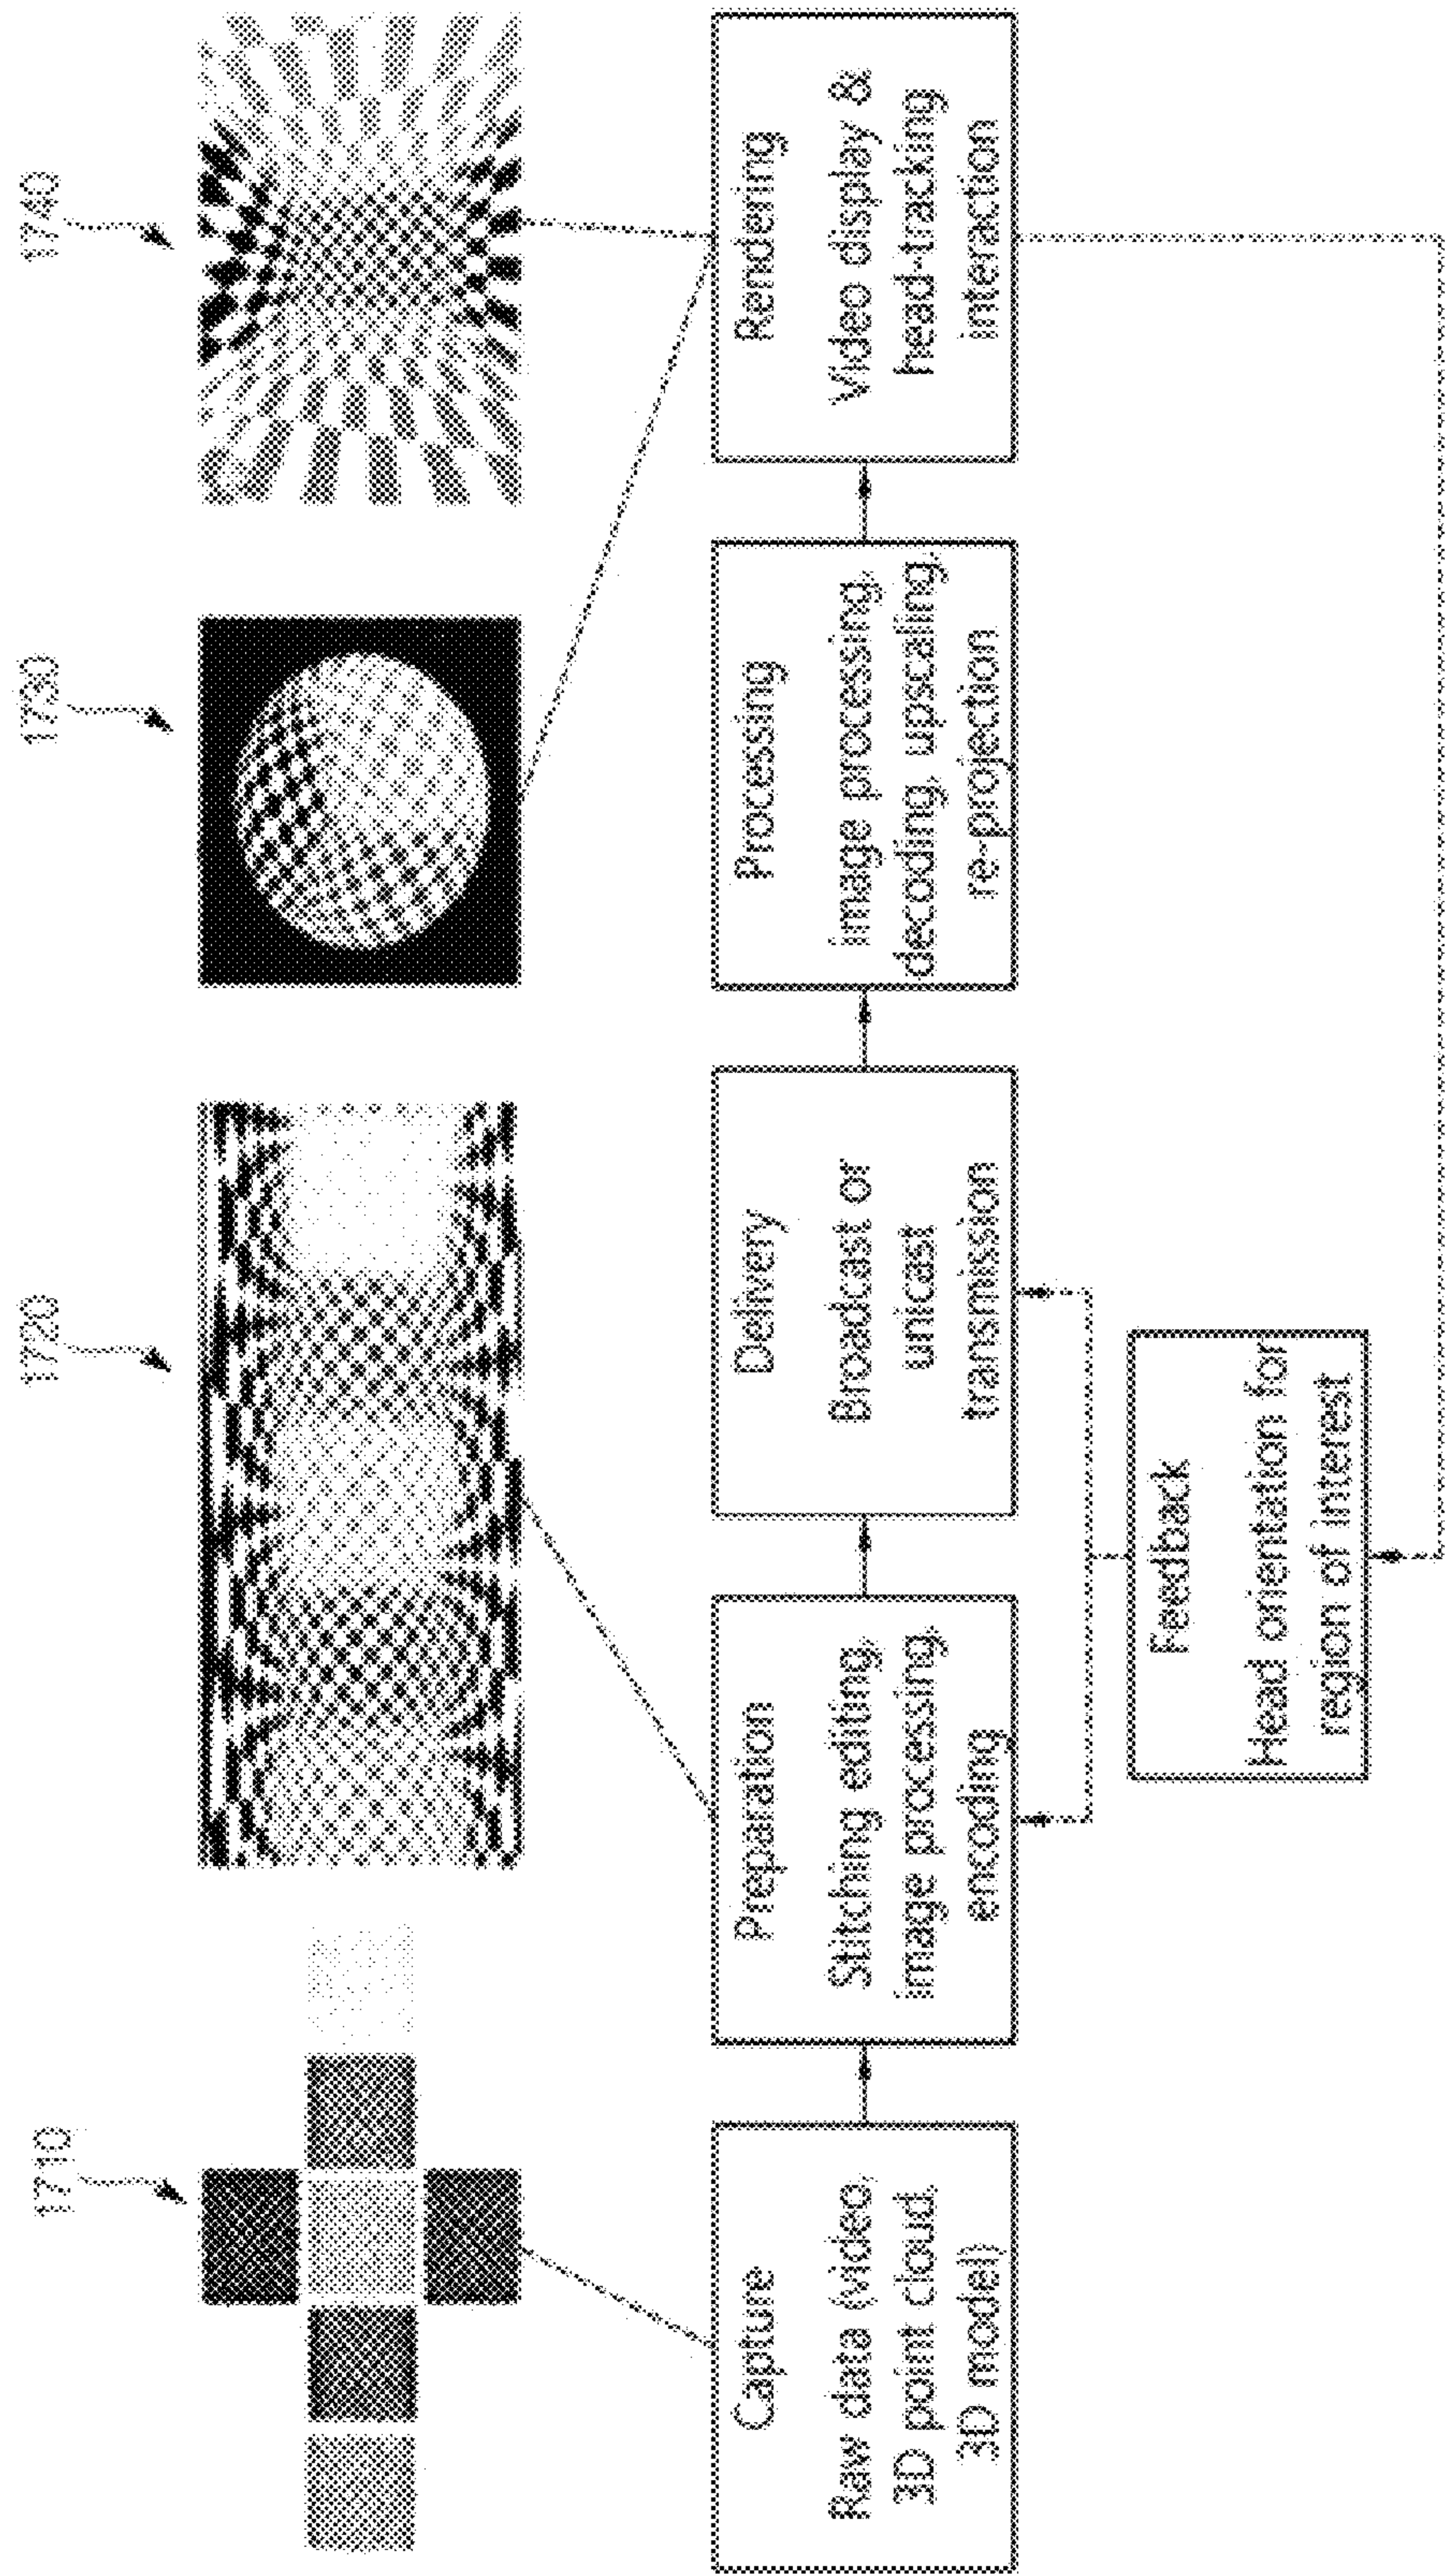 1710
1720
1730
1740
Capture
Raw data (video,
3D point cloud,
3D model)
Preparation
Stitching editing,
image processing,
encoding
Delivery
Broadcast or
unicast
transmission
Processing
image processing,
decoding, upscaling,
re-projection
Rendering
Video display &
head-tracking
interaction
Feedback
Head orientation for
region of interest